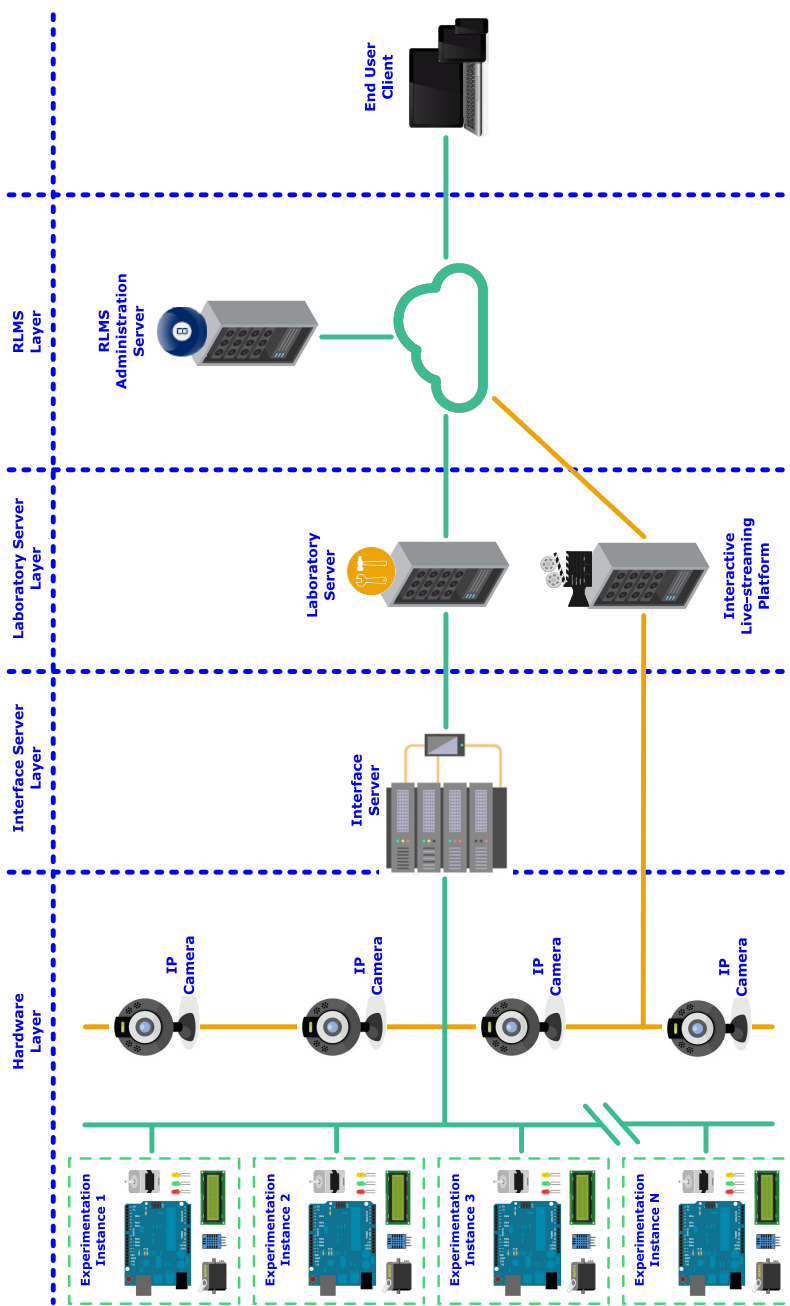 End User
Client
RLMS
Layer
RLMS
Administration
Server
Laboratory Server
Layer
Laboratory
Server
Interactive
Live-streaming
Platform
Interface Server
Layer
Interface
Server
Hardware
Layer
IP
Camera
IP
Camera
IP
Camera
IP
Camera
Experimentation
Instance 1
Experimentation
Instance 2
Experimentation
Instance 3
Experimentation
Instance N